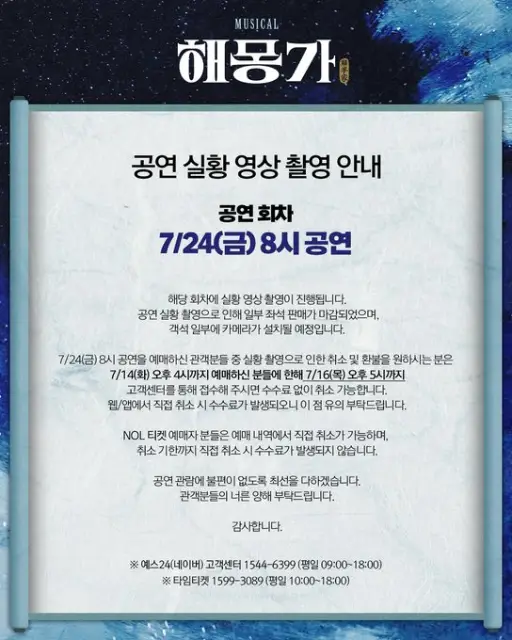 MUSICAL
해몽가
공연 실황 영상 촬영 안내
공연 회차
7/24(금) 8시 공연
해당 회차에 실황 영상 촬영이 진행됩니다.
공연 실황 촬영으로 인해 일부 좌석 판매가 마감되었으며,
객석 일부에 카메라가 설치될 예정입니다.
7/24(금) 8시 공연을 예매하신 관객분들 중 실황 촬영으로 인한 취소 및 환불을 원하시는 분은
7/14(화) 오후 4시까지 예매하신 분들에 한해 7/16(목) 오후 5시까지
고객센터를 통해 접수해 주시면 수수료 없이 취소 가능합니다.
웹/앱에서 직접 취소 시 수수료가 발생되오니 이 점 유의 부탁드립니다.
NOL 티켓 예매자 분들은 예매 내역에서 직접 취소가 가능하며,
취소 기한까지 직접 취소 시 수수료가 발생되지 않습니다.
공연 관람에 불편이 없도록 최선을 다하겠습니다.
관객분들의 너른 양해 부탁드립니다.
감사합니다.
※ 예스24(네이버) 고객센터 1544-6399 (평일 09:00~18:00)
※ 타임티켓 1599-3089 (평일 10:00~18:00)